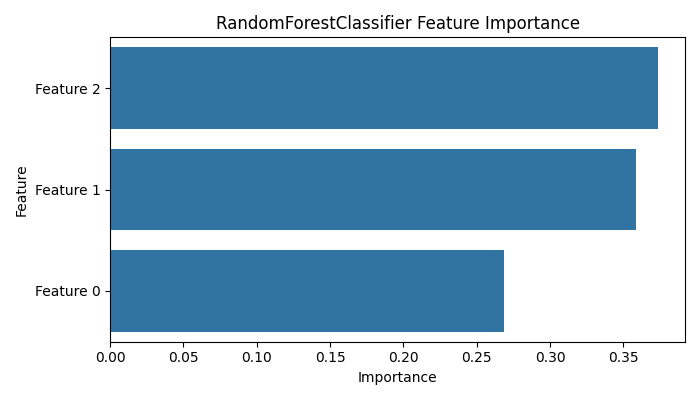 RandomForestClassifier Feature Importance
Feature 2
Feature 1
Feature 0
Feature
0.00 0.05 0.10 0.15 0.20 0.25 0.30 0.35
Importance